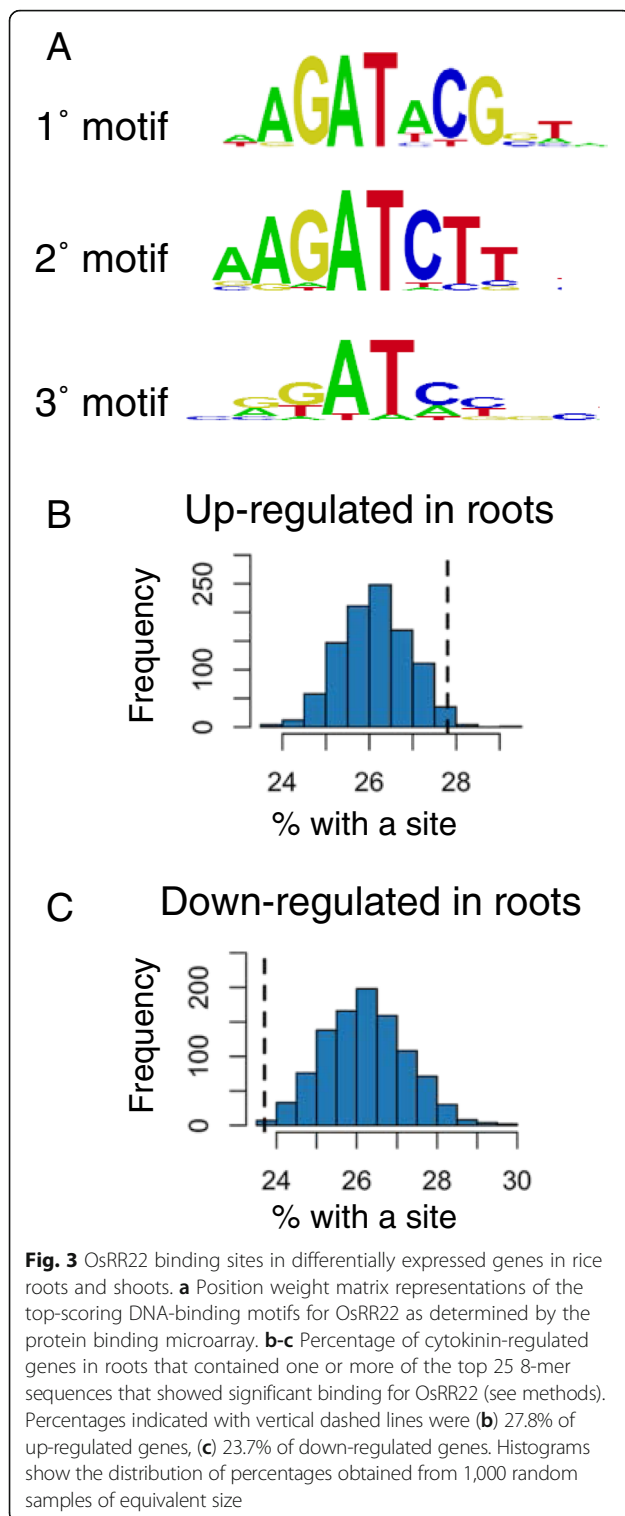 A
1° motif
AAGATACGCT
2° motif
AAGATCTT
3° motif
GGATCC
B
Up-regulated in roots
Frequency
250
100
0
24 26 28
% with a site
C
Down-regulated in roots
Frequency
200
100
0
24 26 28 30
% with a site
Fig. 3 OsRR22 binding sites in differentially expressed genes in rice
roots and shoots. a Position weight matrix representations of the
top-scoring DNA-binding motifs for OsRR22 as determined by the
protein binding microarray. b-c Percentage of cytokinin-regulated
genes in roots that contained one or more of the top 25 8-mer
sequences that showed significant binding for OsRR22 (see methods).
Percentages indicated with vertical dashed lines were (b) 27.8% of
up-regulated genes, (c) 23.7% of down-regulated genes. Histograms
show the distribution of percentages obtained from 1,000 random
samples of equivalent size